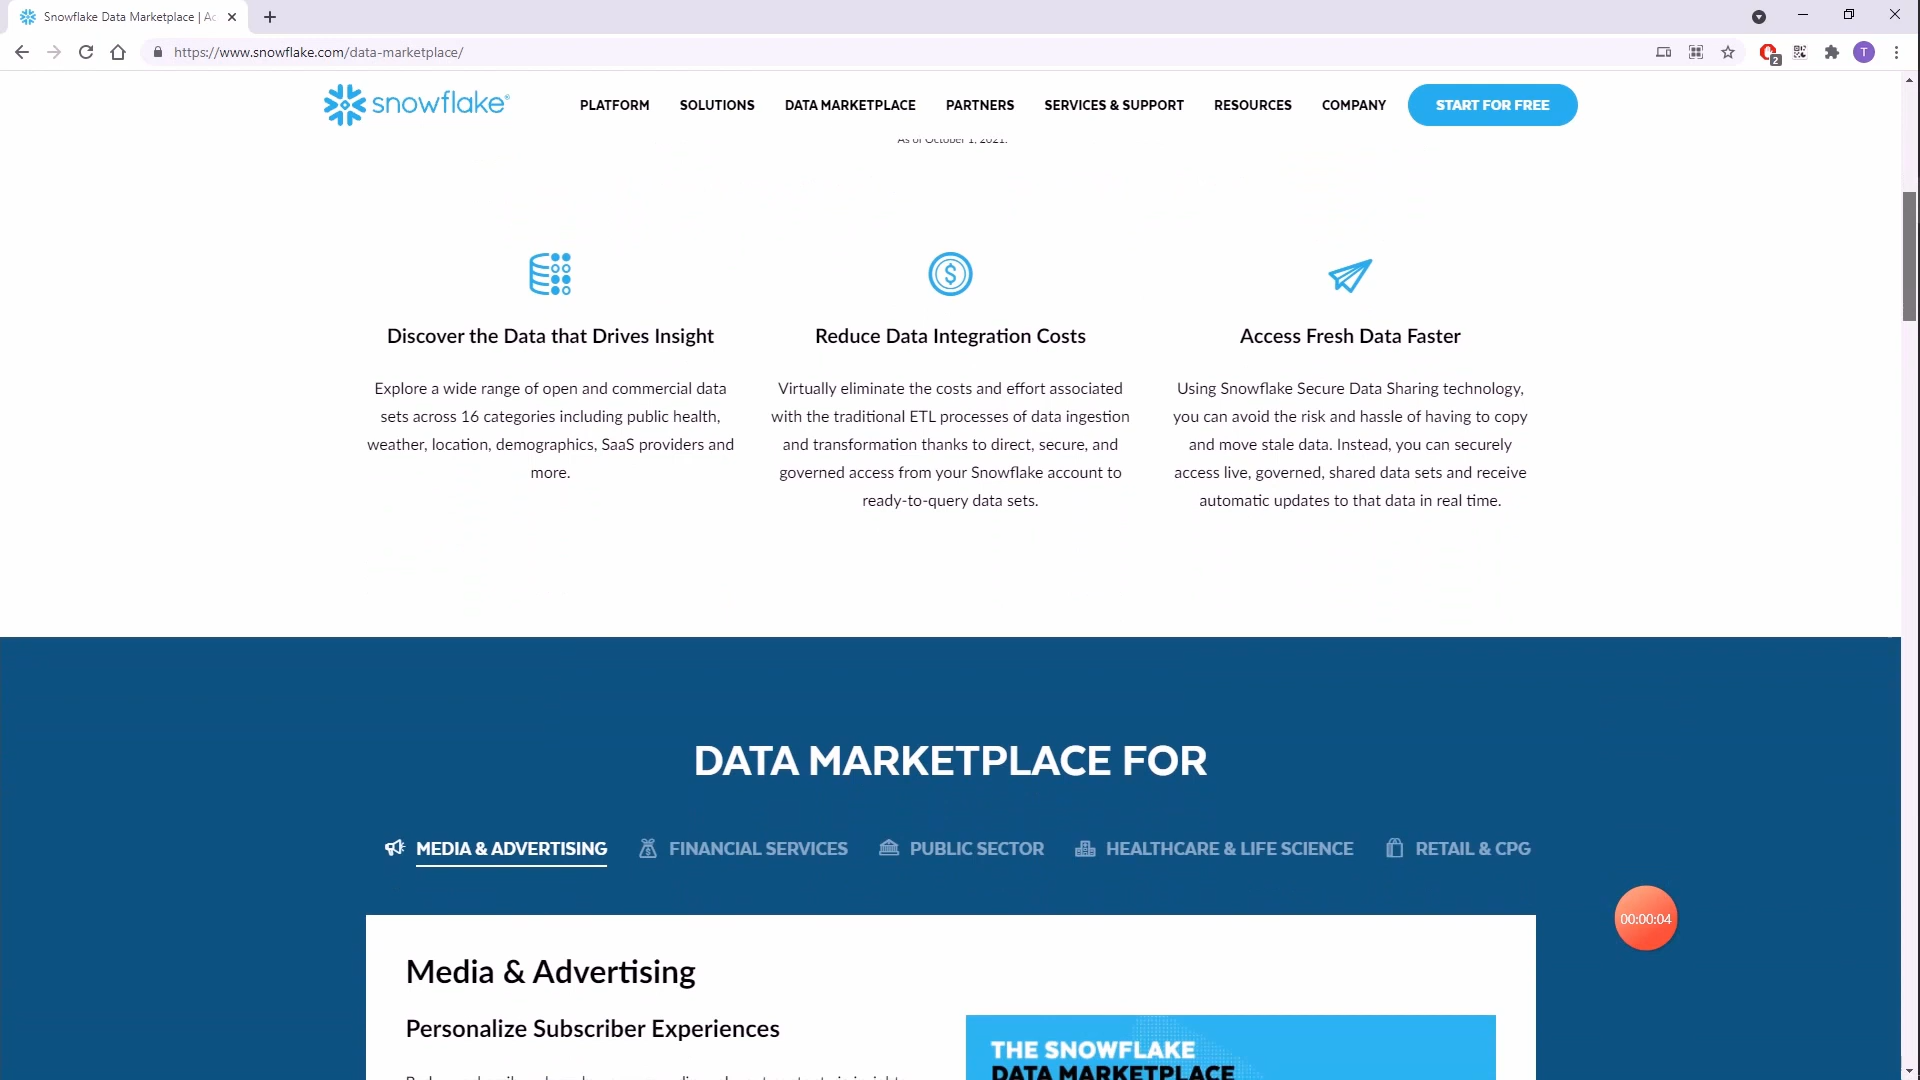 Snowflake Data Marketplace | Ac
https://www.snowflake.com/data-marketplace/
2
T
snowflake®
PLATFORM
SOLUTIONS
DATA MARKETPLACE
PARTNERS
SERVICES & SUPPORT
RESOURCES
COMPANY
START FOR FREE
As of October 1, 2021.
Discover the Data that Drives Insight
Explore a wide range of open and commercial data
sets across 16 categories including public health,
weather, location, demographics, SaaS providers and
more.
Reduce Data Integration Costs
Virtually eliminate the costs and effort associated
with the traditional ETL processes of data ingestion
and transformation thanks to direct, secure, and
governed access from your Snowflake account to
ready-to-query data sets.
Access Fresh Data Faster
Using Snowflake Secure Data Sharing technology,
you can avoid the risk and hassle of having to copy
and move stale data. Instead, you can securely
access live, governed, shared data sets and receive
automatic updates to that data in real time.
DATA MARKETPLACE FOR
MEDIA & ADVERTISING
FINANCIAL SERVICES
PUBLIC SECTOR
HEALTHCARE & LIFE SCIENCE
RETAIL & CPG
00:00:04
Media & Advertising
Personalize Subscriber Experiences
THE SNOWFLAKE
DATA MARKETPLACE